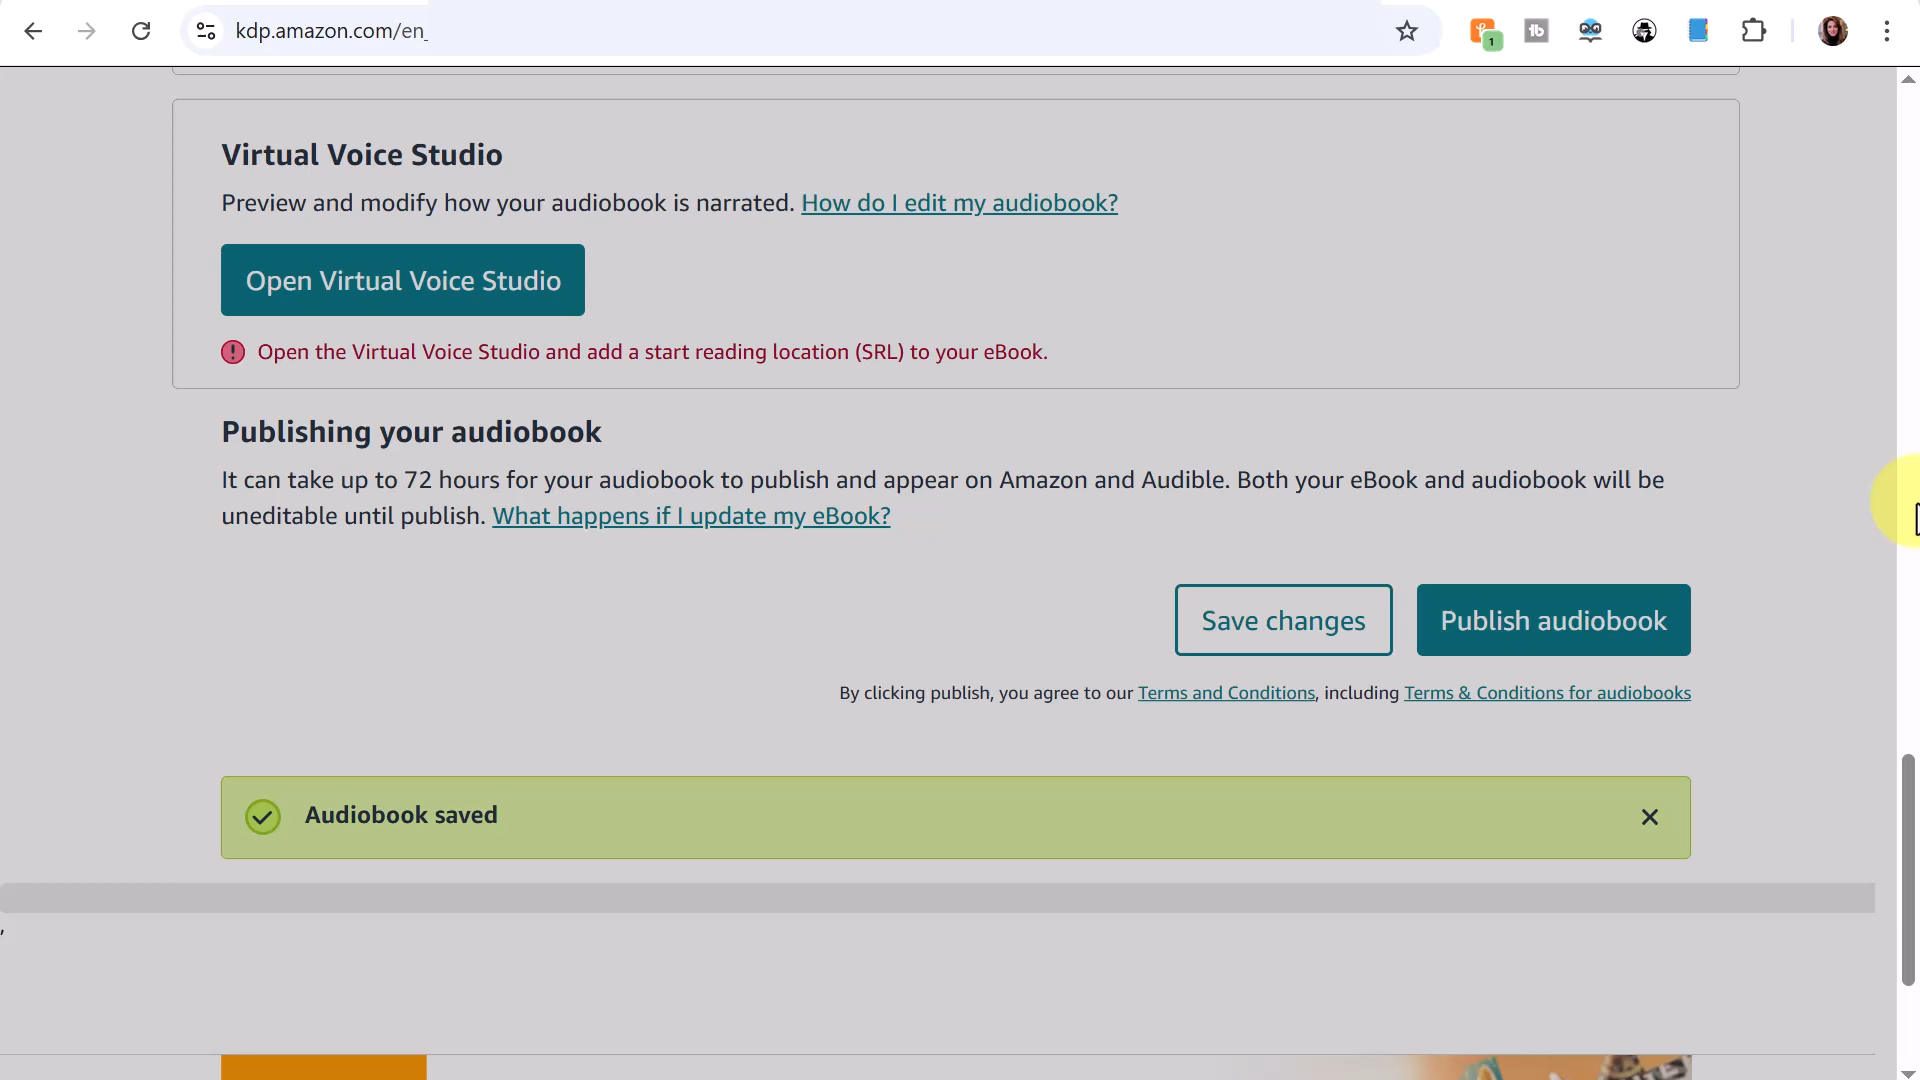 kdp.amazon.com/en_
1
Virtual Voice Studio
Preview and modify how your audiobook is narrated. How do I edit my audiobook?
Open Virtual Voice Studio
Open the Virtual Voice Studio and add a start reading location (SRL) to your eBook.
Publishing your audiobook
It can take up to 72 hours for your audiobook to publish and appear on Amazon and Audible. Both your eBook and audiobook will be
uneditable until publish. What happens if I update my eBook?
Save changes
Publish audiobook
By clicking publish, you agree to our Terms and Conditions, including Terms & Conditions for audiobooks
Audiobook saved
,